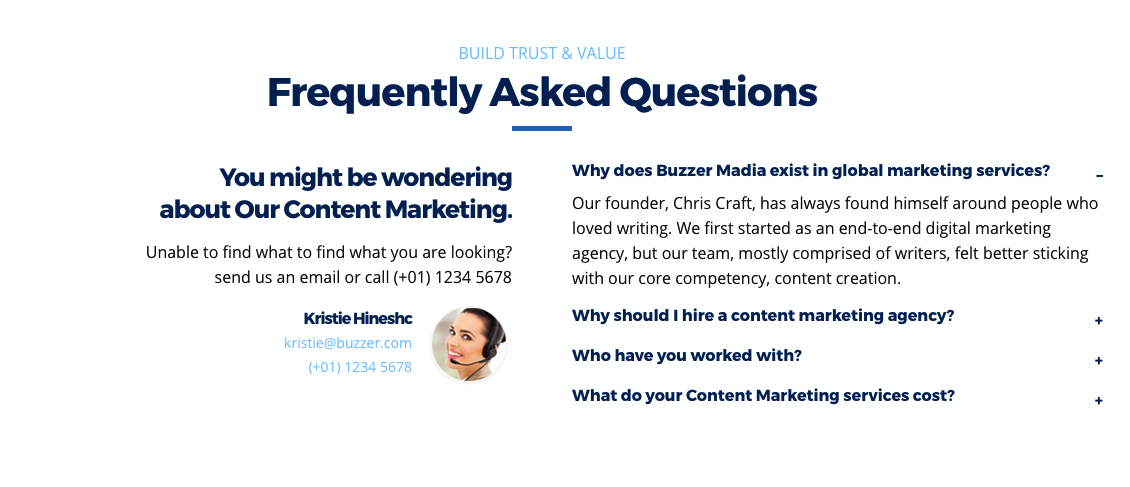 BUILD TRUST & VALUE
Frequently Asked Questions
You might be wondering
about Our Content Marketing.
Unable to find what to find what you are looking?
send us an email or call (+01) 1234 5678
Kristie Hineshc
kristie@buzzer.com
(+01) 1234 5678
Why does Buzzer Madia exist in global marketing services? –
Our founder, Chris Craft, has always found himself around people who
loved writing. We first started as an end-to-end digital marketing
agency, but our team, mostly comprised of writers, felt better sticking
with our core competency, content creation.
Why should I hire a content marketing agency? +
Who have you worked with? +
What do your Content Marketing services cost? +